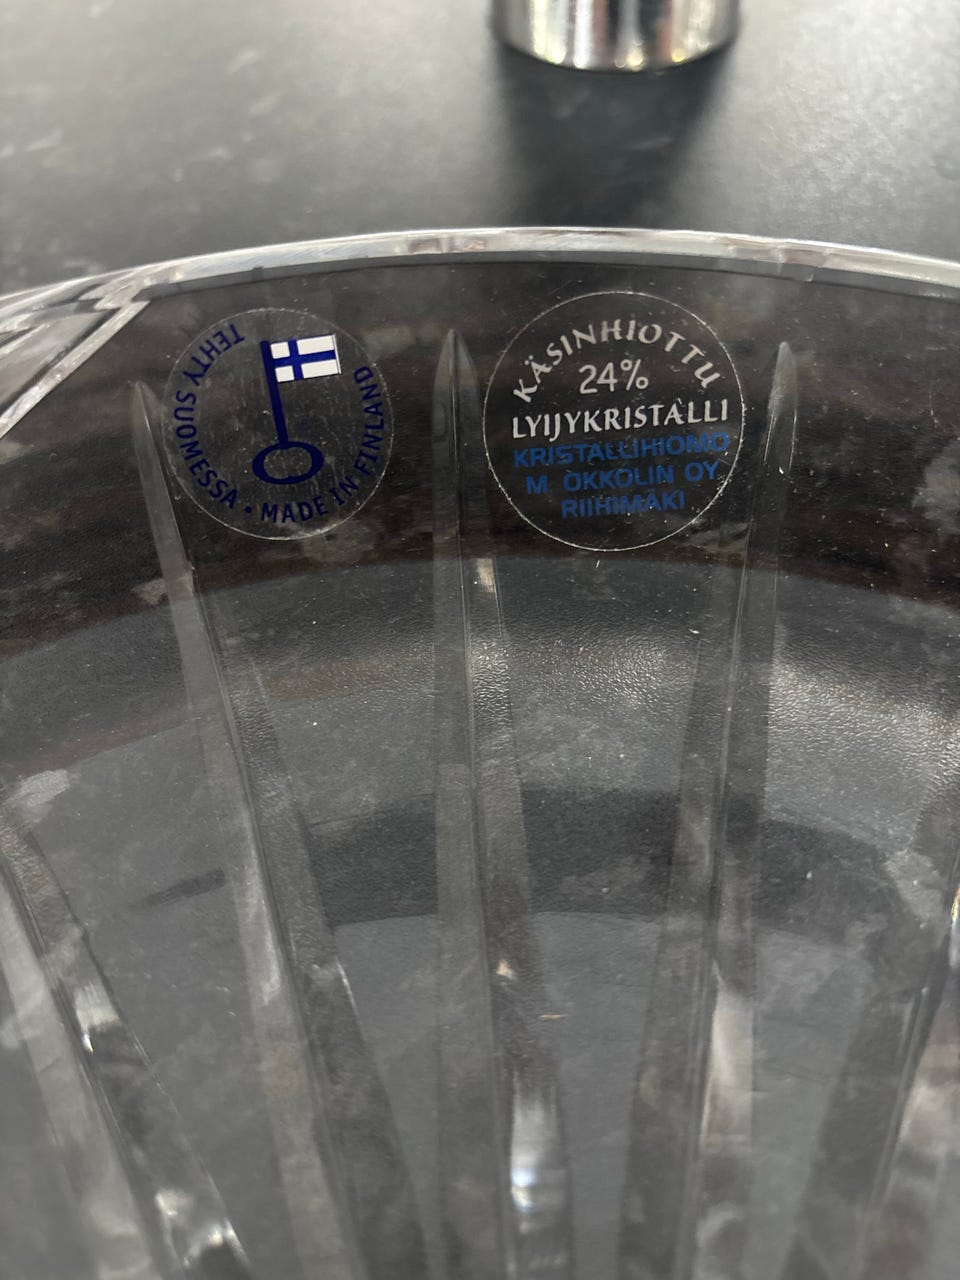 TEHTY SUOMESSA • MADE IN FINLAND
KÄSINHIOTTU
24%
LYIJYKRISTALLI
KRISTALLIHIOMO
M OKKOLIN OY
RIIHIMÄKI